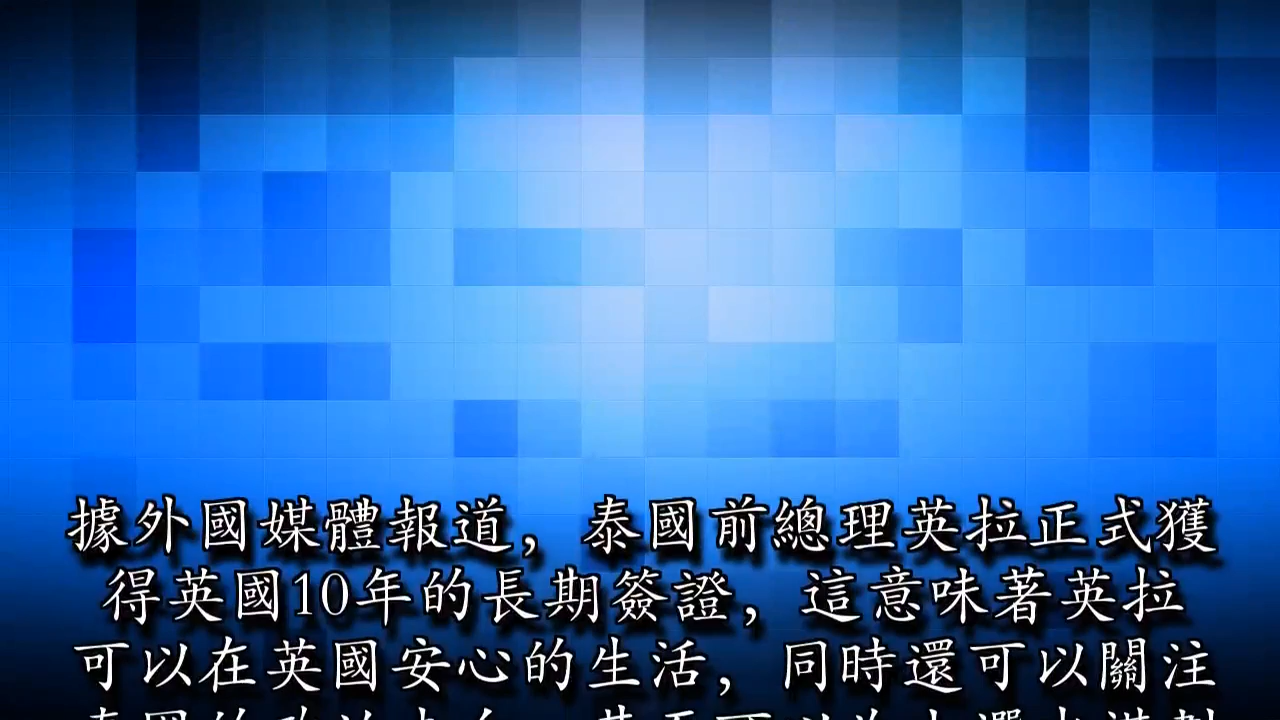 據外國媒體報道，泰國前總理英拉正式獲
得英國10年的長期簽證，這意味著英拉
可以在英國安心的生活，同時還可以關注